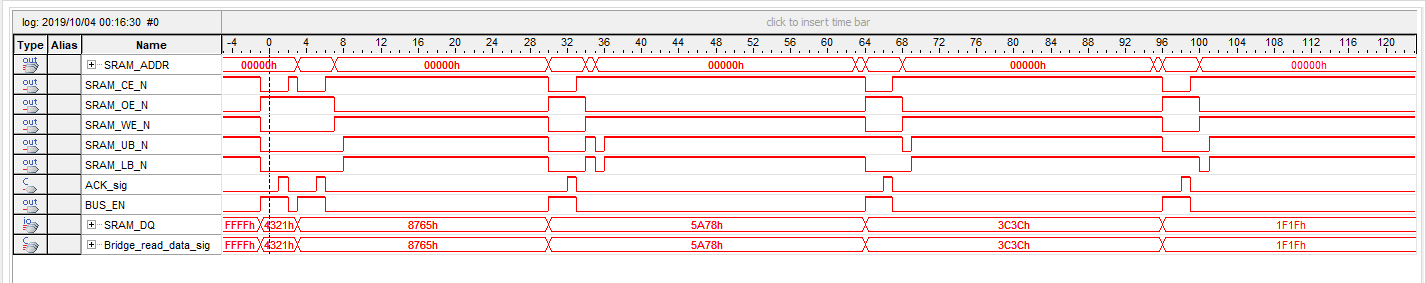 log: 2019/10/04 00:16:30 #0 click to insert time bar
Type Alias Name -4 0 4 8 12 16 20 24 28 32 36 40 44 48 52 56 60 64 68 72 76 80 84 88 92 96 100 104 108 112 116 120
out SRAM_ADDR 00000h 00000h 00000h 00000h 00000h
out SRAM_CE_N
out SRAM_OE_N
out SRAM_WE_N
out SRAM_UB_N
out SRAM_LB_N
C ACK_sig
out BUS_EN
io SRAM_DQ FFFFh 4321h 8765h 5A78h 3C3Ch 1F1Fh
C Bridge_read_data_sig FFFFh 4321h 8765h 5A78h 3C3Ch 1F1Fh